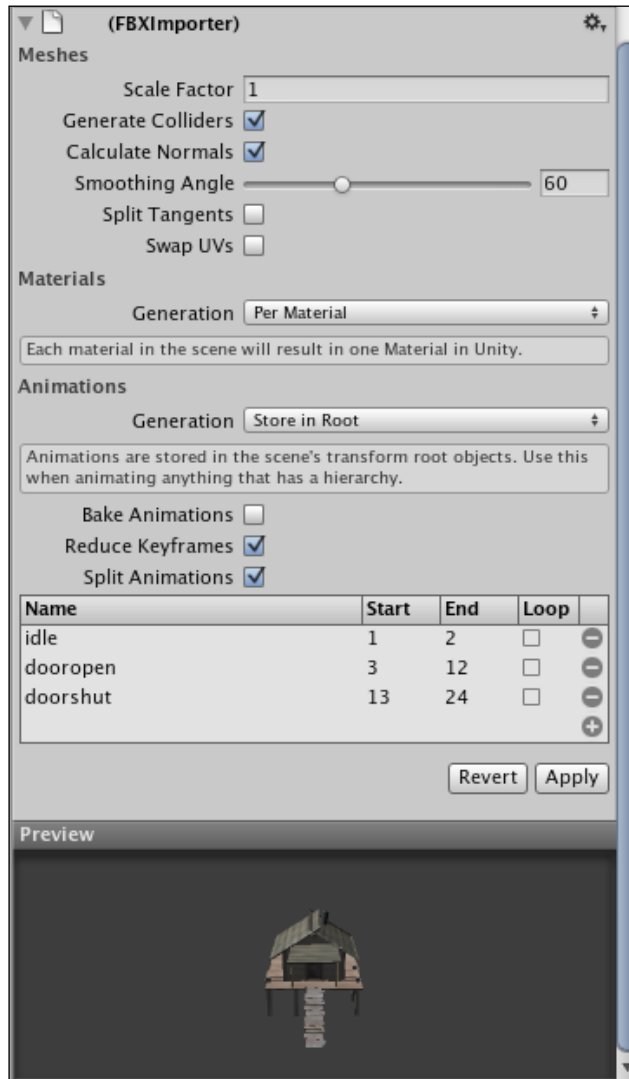 (FBXImporter)
Meshes
Scale Factor 1
Generate Colliders
Calculate Normals
Smoothing Angle 60
Split Tangents
Swap UVs
Materials
Generation Per Material
Each material in the scene will result in one Material in Unity.
Animations
Generation Store in Root
Animations are stored in the scene's transform root objects. Use this
when animating anything that has a hierarchy.
Bake Animations
Reduce Keyframes
Split Animations
Name Start End Loop
idle 1 2
dooropen 3 12
doorshut 13 24
Revert Apply
Preview